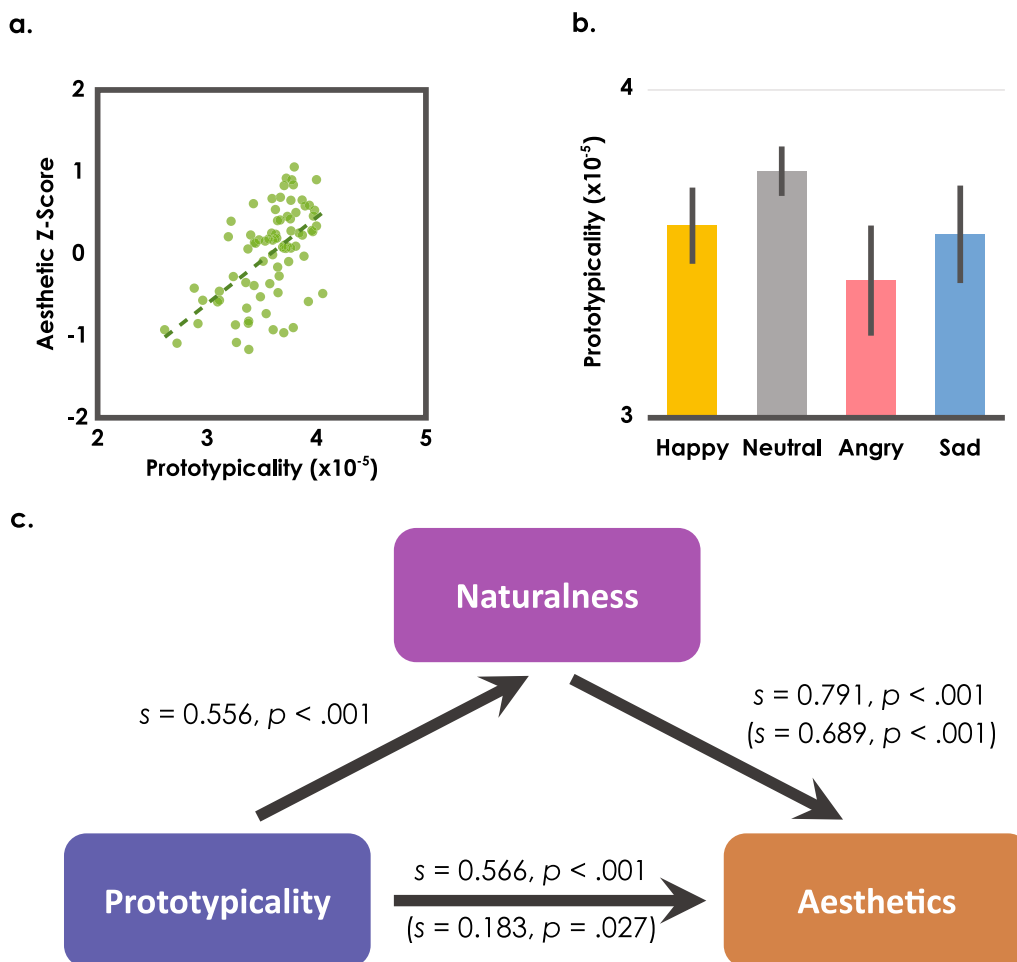 a.
2
1
0
-1
-2
Aesthetic Z-Score
2 3 4 5
Prototypicality (x10⁻⁵)
b.
4
3
Prototypicality (x10⁻⁵)
Happy Neutral Angry Sad
c.
Naturalness
s = 0.556, p < .001
s = 0.791, p < .001
(s = 0.689, p < .001)
Prototypicality
s = 0.566, p < .001
(s = 0.183, p = .027)
Aesthetics